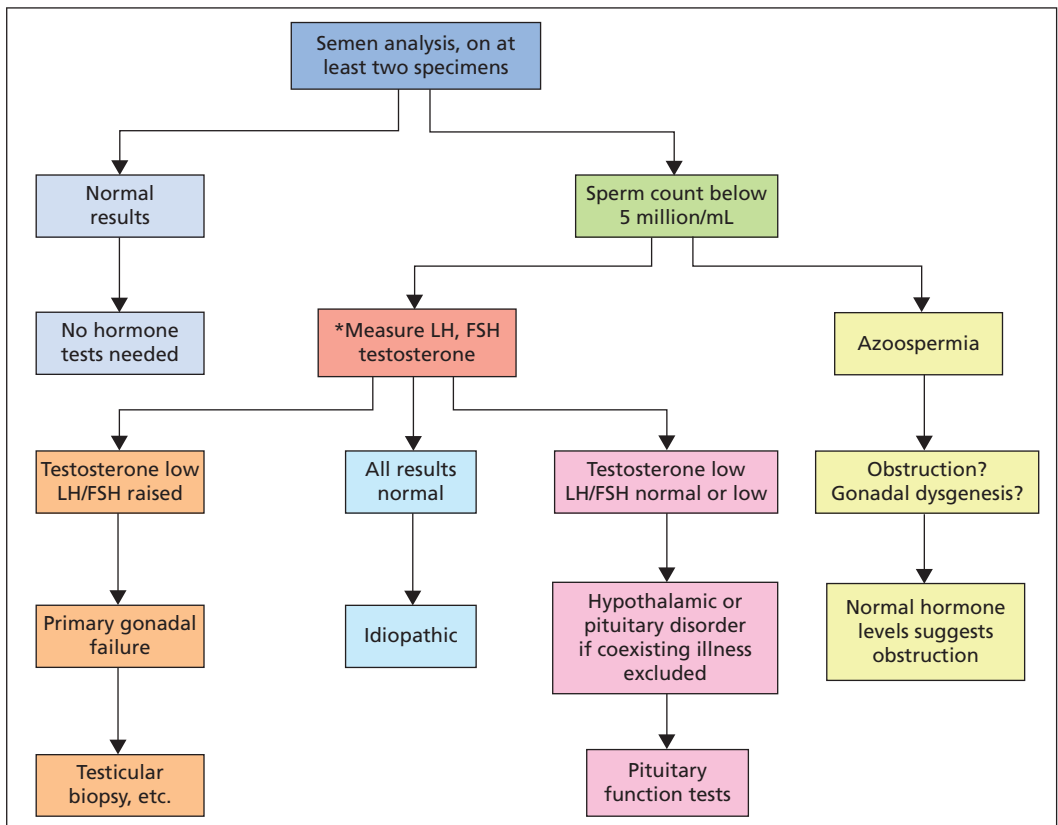 Semen analysis, on at
least two specimens
Normal
results
Sperm count below
5 million/mL
No hormone
tests needed
*Measure LH, FSH
testosterone
Azoospermia
Testosterone low
LH/FSH raised
All results
normal
Testosterone low
LH/FSH normal or low
Obstruction?
Gonadal dysgenesis?
Primary gonadal
failure
Idiopathic
Hypothalamic or
pituitary disorder
if coexisting illness
excluded
Normal hormone
levels suggests
obstruction
Testicular
biopsy, etc.
Pituitary
function tests